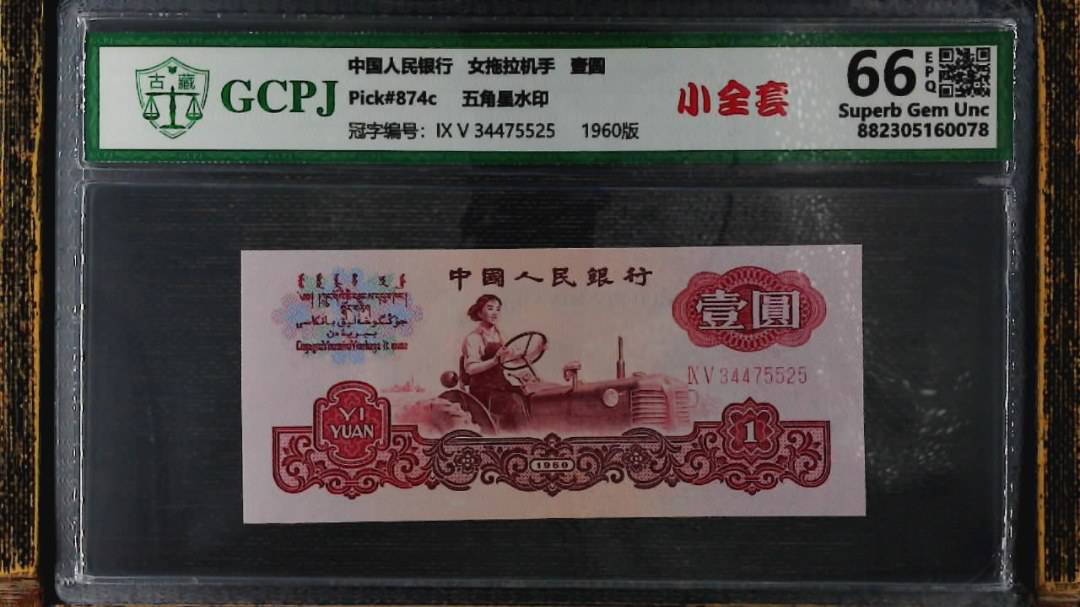 古藏
GCPJ
中国人民银行 女拖拉机手 壹圆
Pick#874c 五角星水印
冠字编号：IX V 34475525 1960版
小全套
66
EPQ
Superb Gem Unc
882305160078
中國人民銀行
壹圓
IX V 34475525
YI
YUAN
1
1960